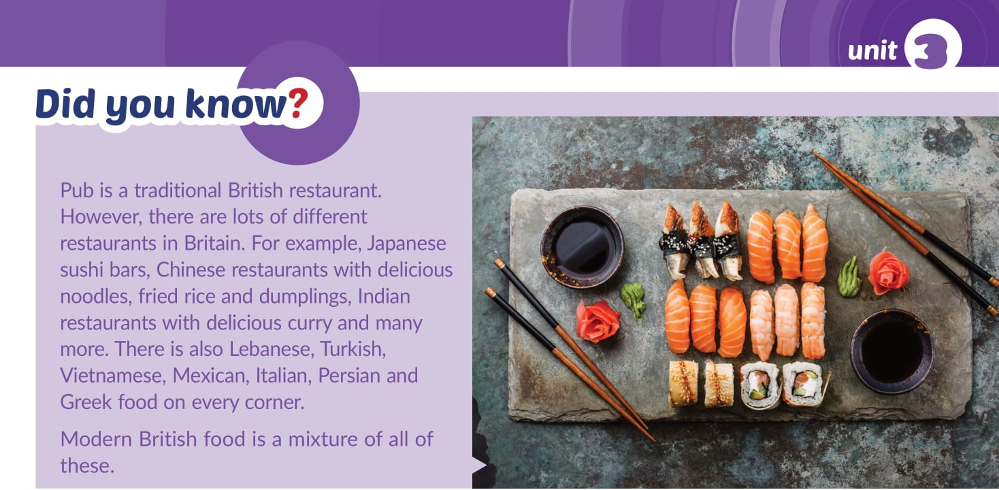 unit 3
Did you know?
Pub is a traditional British restaurant.
However, there are lots of different
restaurants in Britain. For example, Japanese
sushi bars, Chinese restaurants with delicious
noodles, fried rice and dumplings, Indian
restaurants with delicious curry and many
more. There is also Lebanese, Turkish,
Vietnamese, Mexican, Italian, Persian and
Greek food on every corner.
Modern British food is a mixture of all of
these.